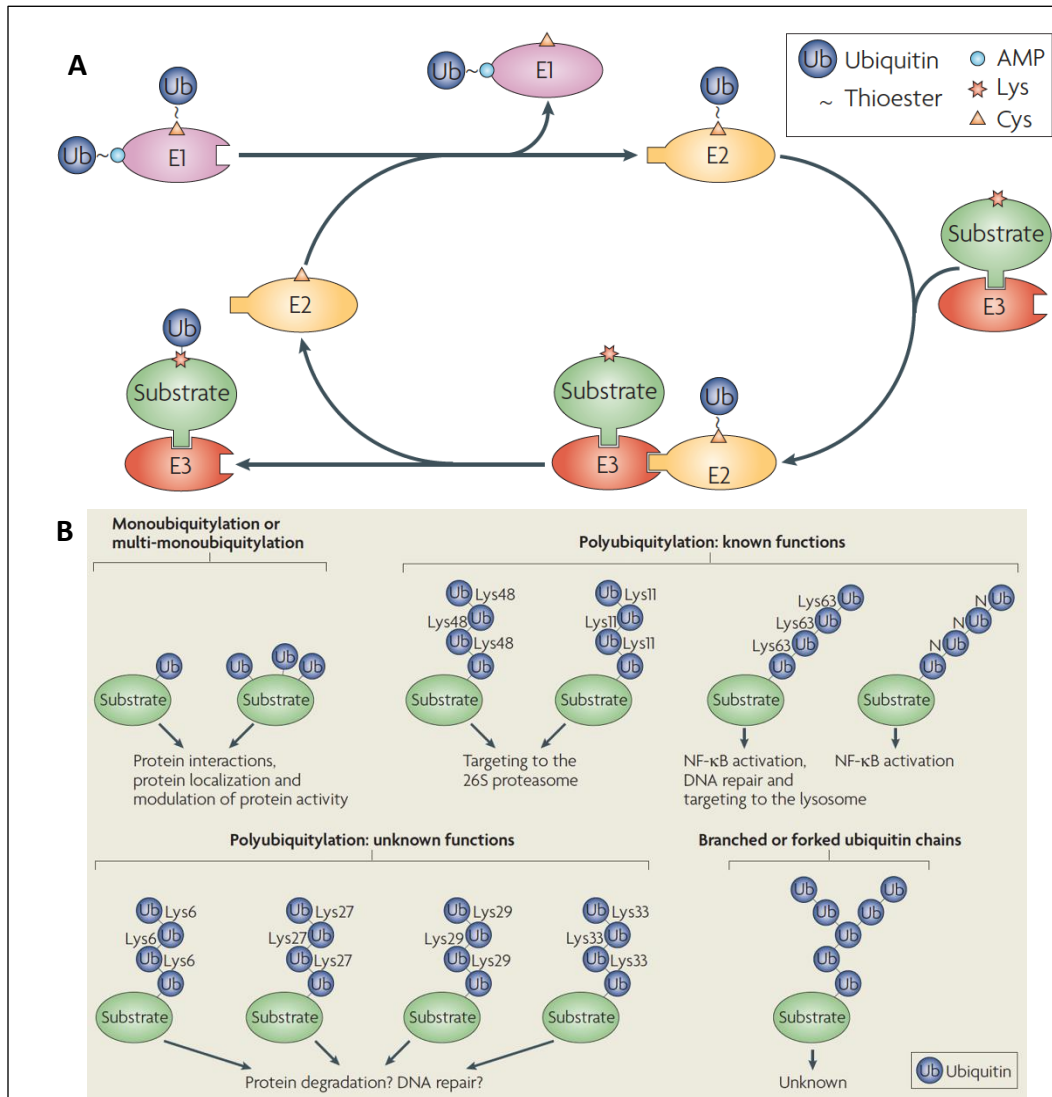 A
Ub ~ E1
Ub
~
Ub ~ E1
Ub
~
E2
Ub Ubiquitin
~ Thioester
AMP
Lys
Cys
Substrate
E3
E2
Ub
Substrate
E3
Substrate
E3
Ub
~
E2
B
Monoubiquitylation or
multi-monoubiquitylation
Ub
Substrate
Ub Ub Ub
Substrate
Protein interactions,
protein localization and
modulation of protein activity
Polyubiquitylation: known functions
Ub Lys48
Lys48 Ub
Ub Lys48
Ub
Substrate
Ub Lys11
Lys11 Ub
Ub Lys11
Ub
Substrate
Targeting to the
26S proteasome
Lys63 Ub
Lys63 Ub
Lys63 Ub
Ub
Substrate
NF-κB activation,
DNA repair and
targeting to the lysosome
N Ub
N Ub
N Ub
Ub
Substrate
NF-κB activation
Polyubiquitylation: unknown functions
Ub Lys6
Lys6 Ub
Ub Lys6
Ub
Substrate
Ub Lys27
Lys27 Ub
Ub Lys27
Ub
Substrate
Ub Lys29
Lys29 Ub
Ub Lys29
Ub
Substrate
Ub Lys33
Lys33 Ub
Ub Lys33
Ub
Substrate
Protein degradation? DNA repair?
Branched or forked ubiquitin chains
Ub Ub
Ub Ub
Ub
Ub
Ub
Substrate
Unknown
Ub Ubiquitin